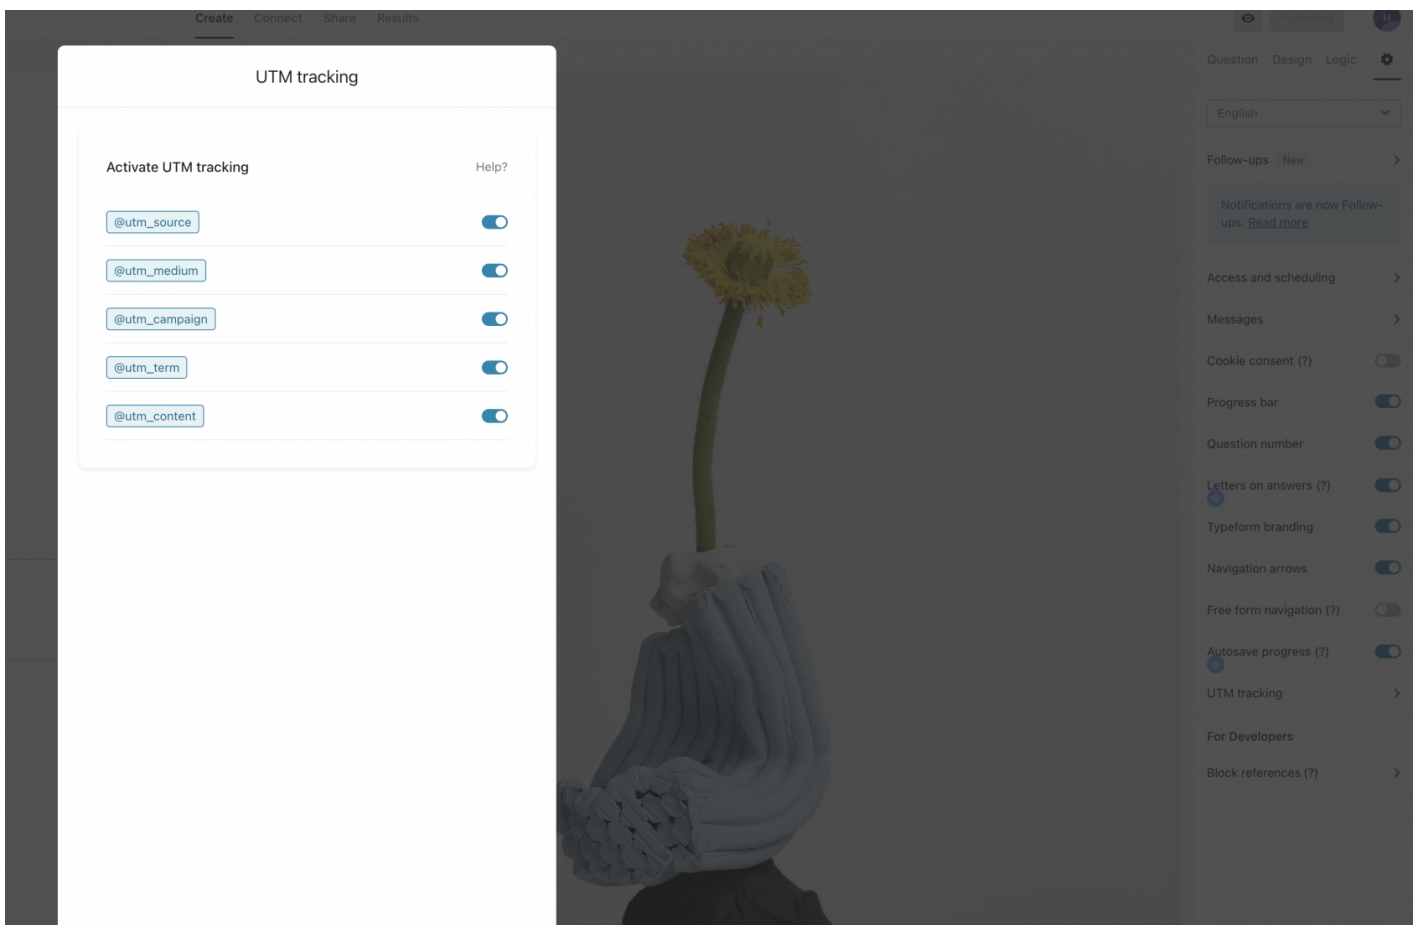 Create Connect Share Results
Published
H
UTM tracking
Activate UTM tracking Help?
@utm_source
@utm_medium
@utm_campaign
@utm_term
@utm_content
Question Design Logic
English
Follow-ups New
Notifications are now Follow-
ups. Read more
Access and scheduling
Messages
Cookie consent (?)
Progress bar
Question number
Letters on answers (?)
Typeform branding
Navigation arrows
Free form navigation (?)
Autosave progress (?)
UTM tracking
For Developers
Block references (?)